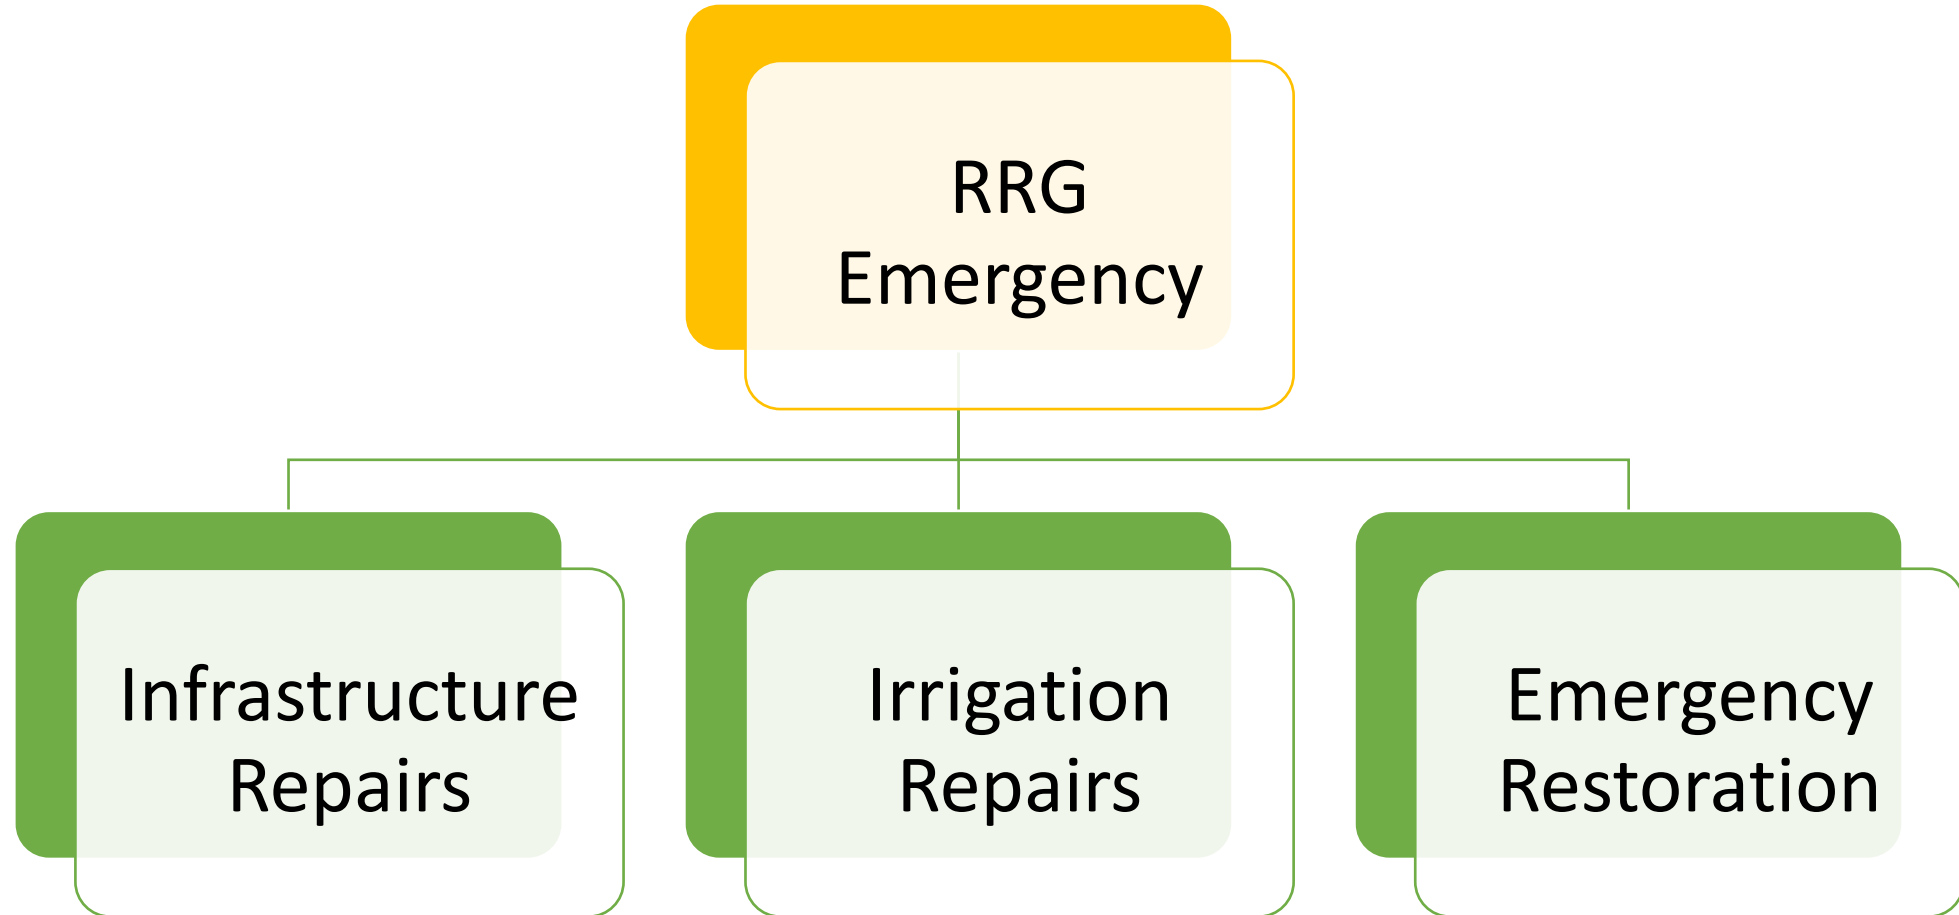 RRG
Emergency
Infrastructure
Repairs
Irrigation
Repairs
Emergency
Restoration